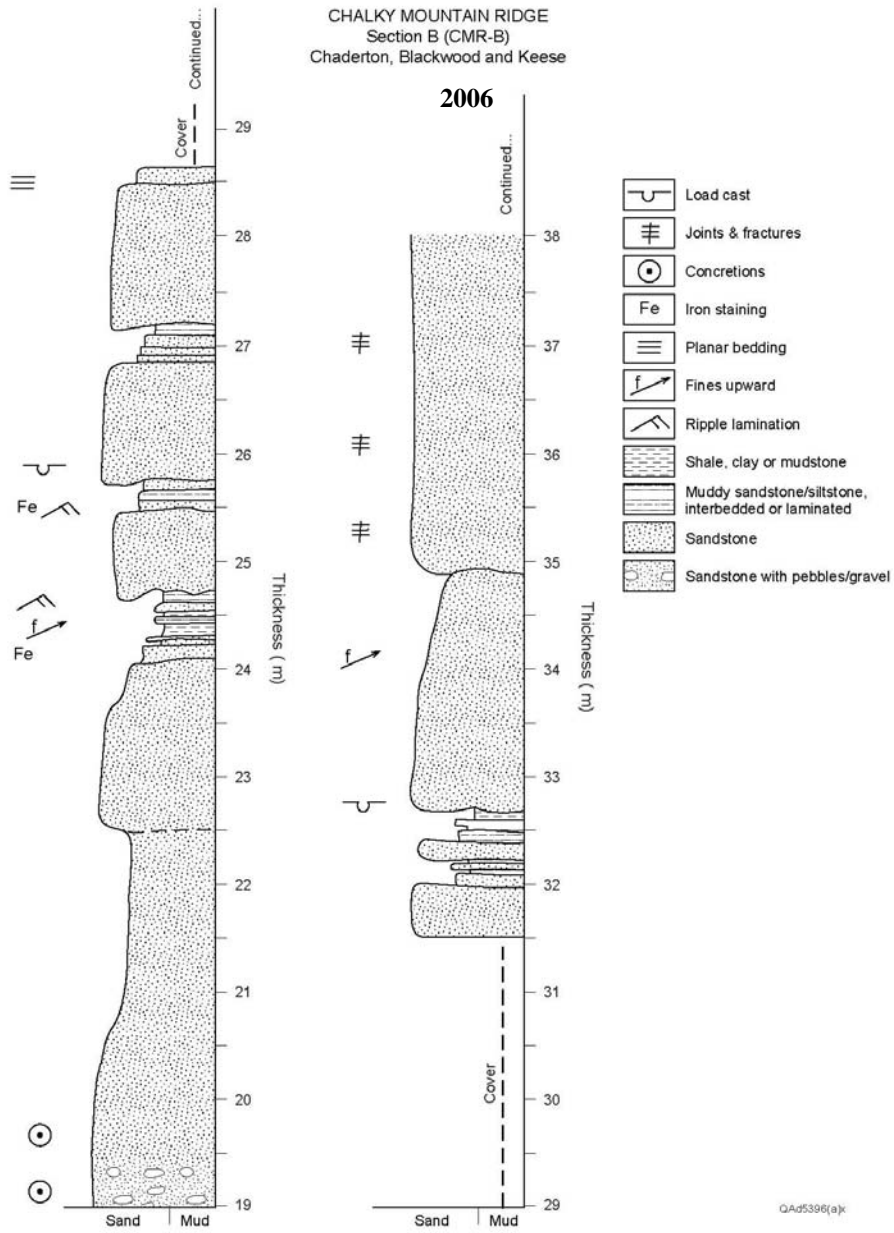 CHALKY MOUNTAIN RIDGE
Section B (CMR-B)
Chaderton, Blackwood and Keese
2006
Continued...
Cover
29
28
27
26
25
24
23
22
21
20
19
Thickness ( m)
Fe
f
Fe
Sand
Mud
Continued...
38
37
36
35
34
33
32
31
30
29
Thickness ( m)
f
Cover
Sand
Mud
Load cast
Joints & fractures
Concretions
Fe Iron staining
Planar bedding
f Fines upward
Ripple lamination
Shale, clay or mudstone
Muddy sandstone/siltstone,
interbedded or laminated
Sandstone
Sandstone with pebbles/gravel
QAd5396(a)x